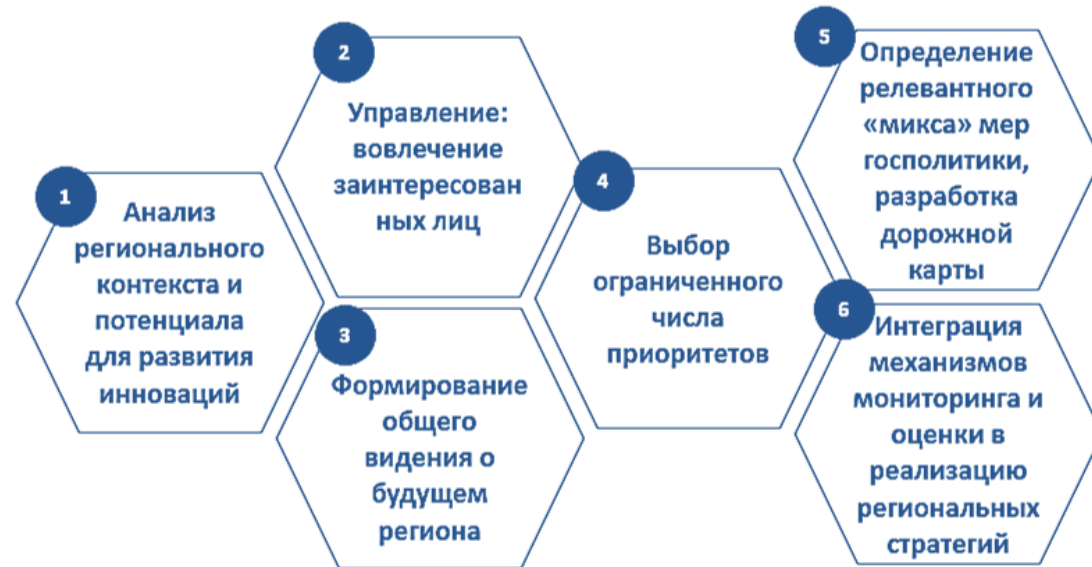 1
Анализ
регионального
контекста и
потенциала
для развития
инноваций
2
Управление:
вовлечение
заинтересован
ных лиц
3
Формирование
общего
видения о
будущем
региона
4
Выбор
ограниченного
числа
приоритетов
5
Определение
релевантного
«микса» мер
госполитики,
разработка
дорожной
карты
6
Интеграция
механизмов
мониторинга и
оценки в
реализацию
региональных
стратегий